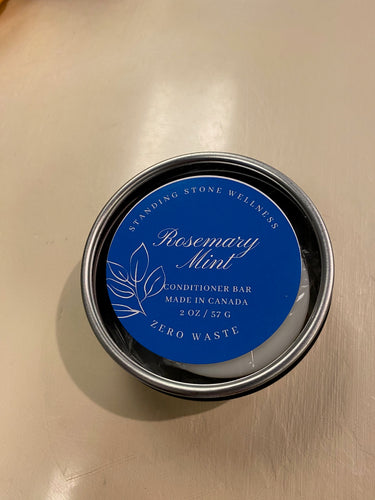 STANDING STONE WELLNESS
Rosemary
Mint
CONDITIONER BAR
MADE IN CANADA
2 OZ / 57 G
ZERO WASTE